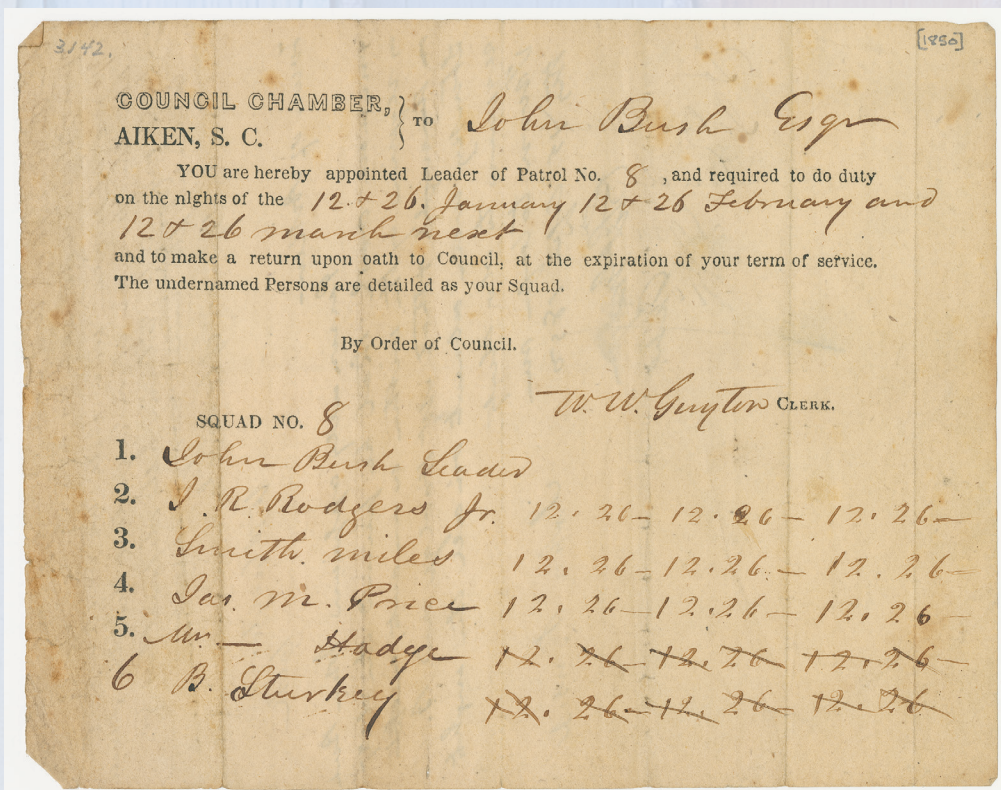 3142.
[1850]
COUNCIL CHAMBER,
AIKEN, S. C.
TO John Bush Esqr
YOU are hereby appointed Leader of Patrol No. 8, and required to do duty
on the nights of the 12 & 26. January 12 & 26 February and
12 & 26 march next
and to make a return upon oath to Council, at the expiration of your term of service.
The undernamed Persons are detailed as your Squad.
By Order of Council.
W. W. Guyton CLERK.
SQUAD NO. 8
1. John Bush Leader
2. J. R. Rodgers Jr. 12. 26 – 12. 26 – 12. 26 –
3. Smith. miles 12. 26 – 12. 26 – 12. 26 –
4. Jas. M. Price 12. 26 – 12. 26 – 12. 26 –
5. Mr. — Hodge 12. 26 – 12. 26 – 12. 26 –
6 B. Sturkey 12. 26 – 12. 26 – 12. 26